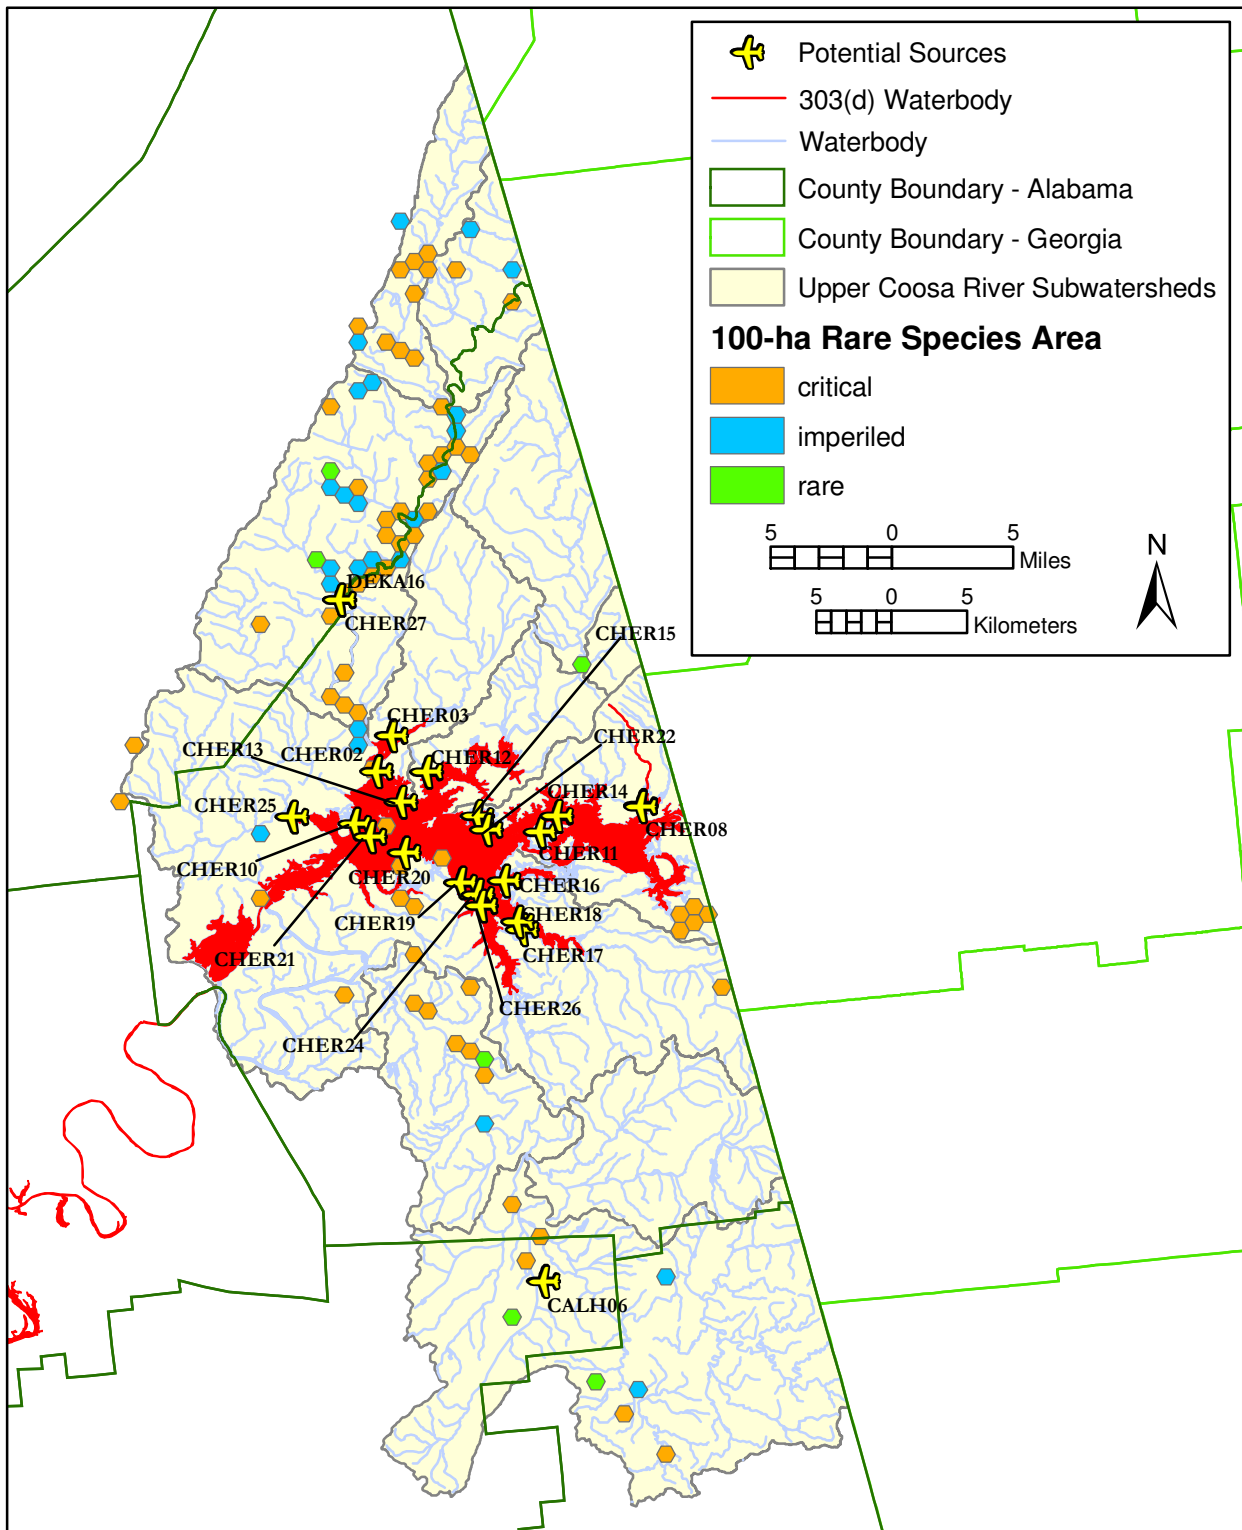 Potential Sources
303(d) Waterbody
Waterbody
County Boundary - Alabama
County Boundary - Georgia
Upper Coosa River Subwatersheds
100-ha Rare Species Area
critical
imperiled
rare
5 0 5
Miles
5 0 5
Kilometers
N
DEKA16
CHER27
CHER15
CHER03
CHER22
CHER13
CHER02
CHER12
CHER14
CHER25
CHER08
CHER11
CHER10
CHER20
CHER16
CHER19
CHER18
CHER21
CHER17
CHER26
CHER24
CALH06